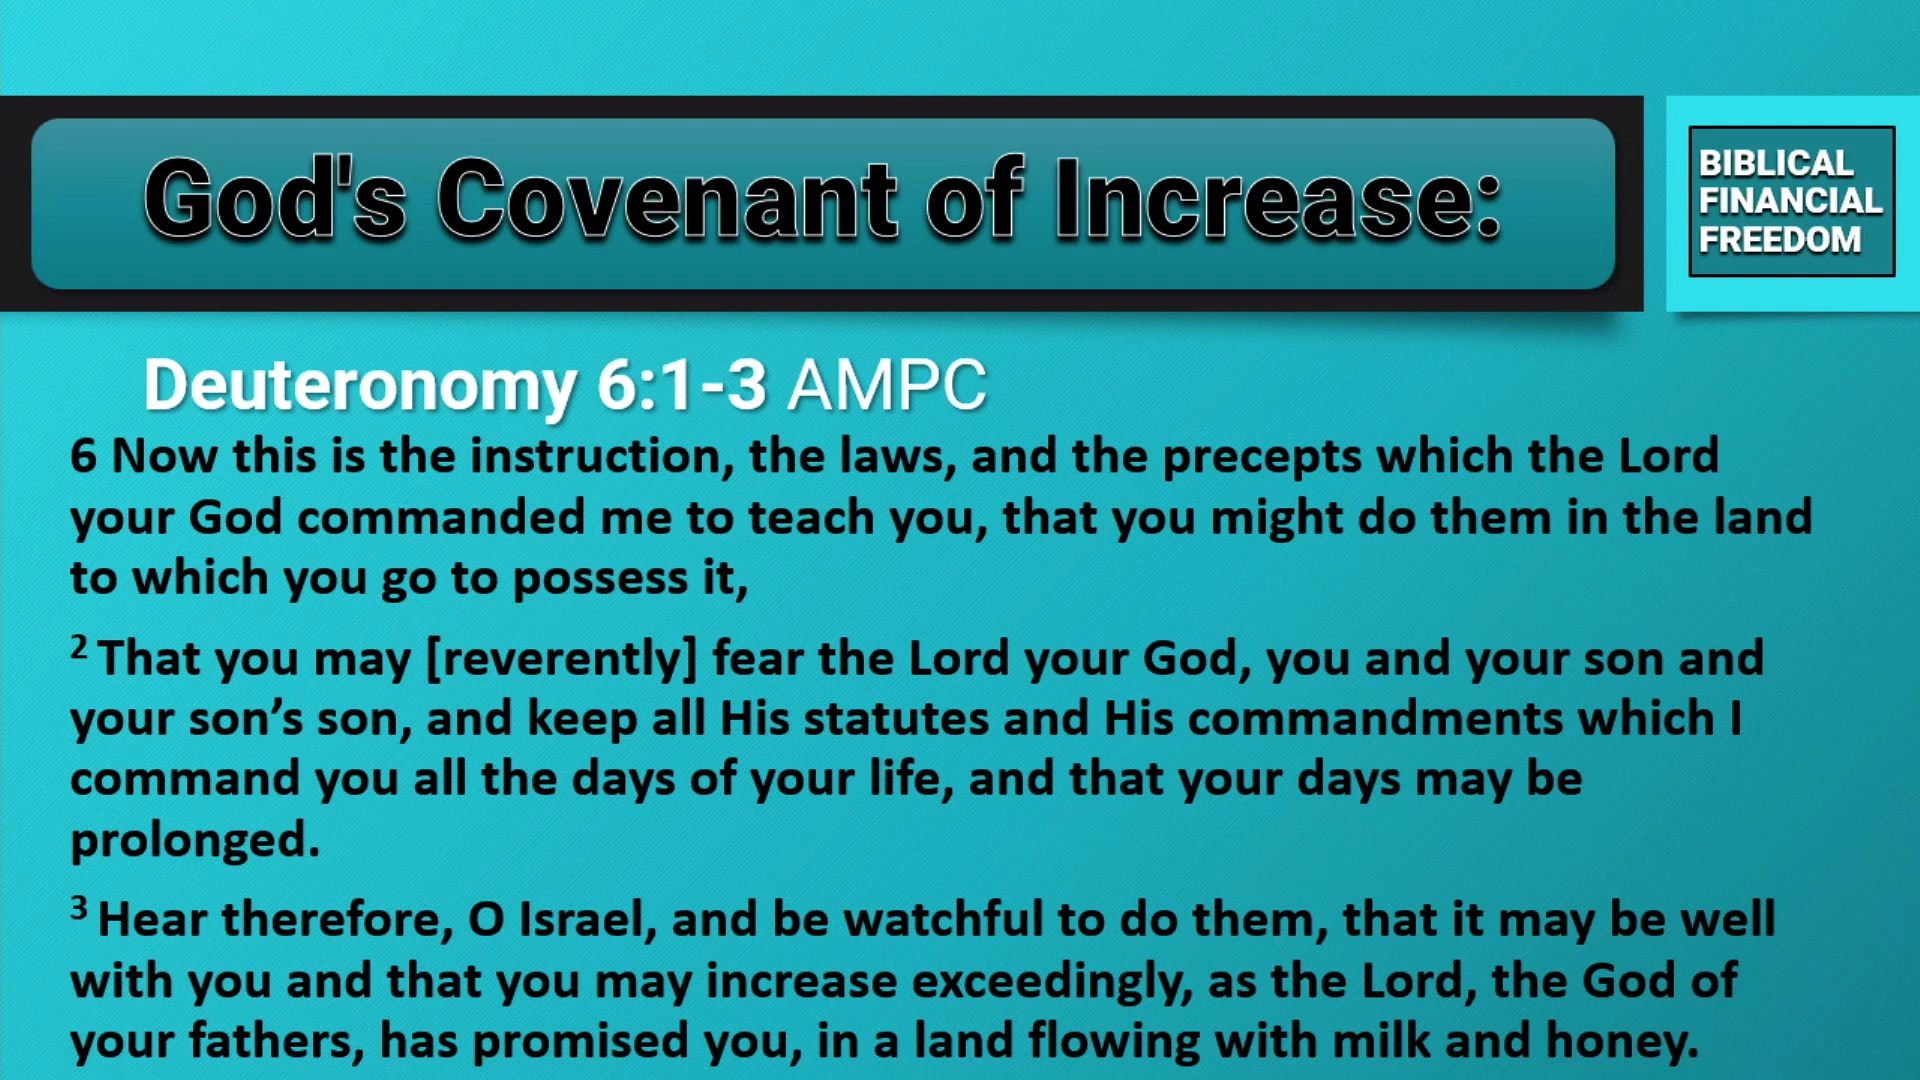 God's Covenant of Increase:
BIBLICAL
FINANCIAL
FREEDOM
Deuteronomy 6:1-3 AMPC
6 Now this is the instruction, the laws, and the precepts which the Lord
your God commanded me to teach you, that you might do them in the land
to which you go to possess it,
2 That you may [reverently] fear the Lord your God, you and your son and
your son’s son, and keep all His statutes and His commandments which I
command you all the days of your life, and that your days may be
prolonged.
3 Hear therefore, O Israel, and be watchful to do them, that it may be well
with you and that you may increase exceedingly, as the Lord, the God of
your fathers, has promised you, in a land flowing with milk and honey.